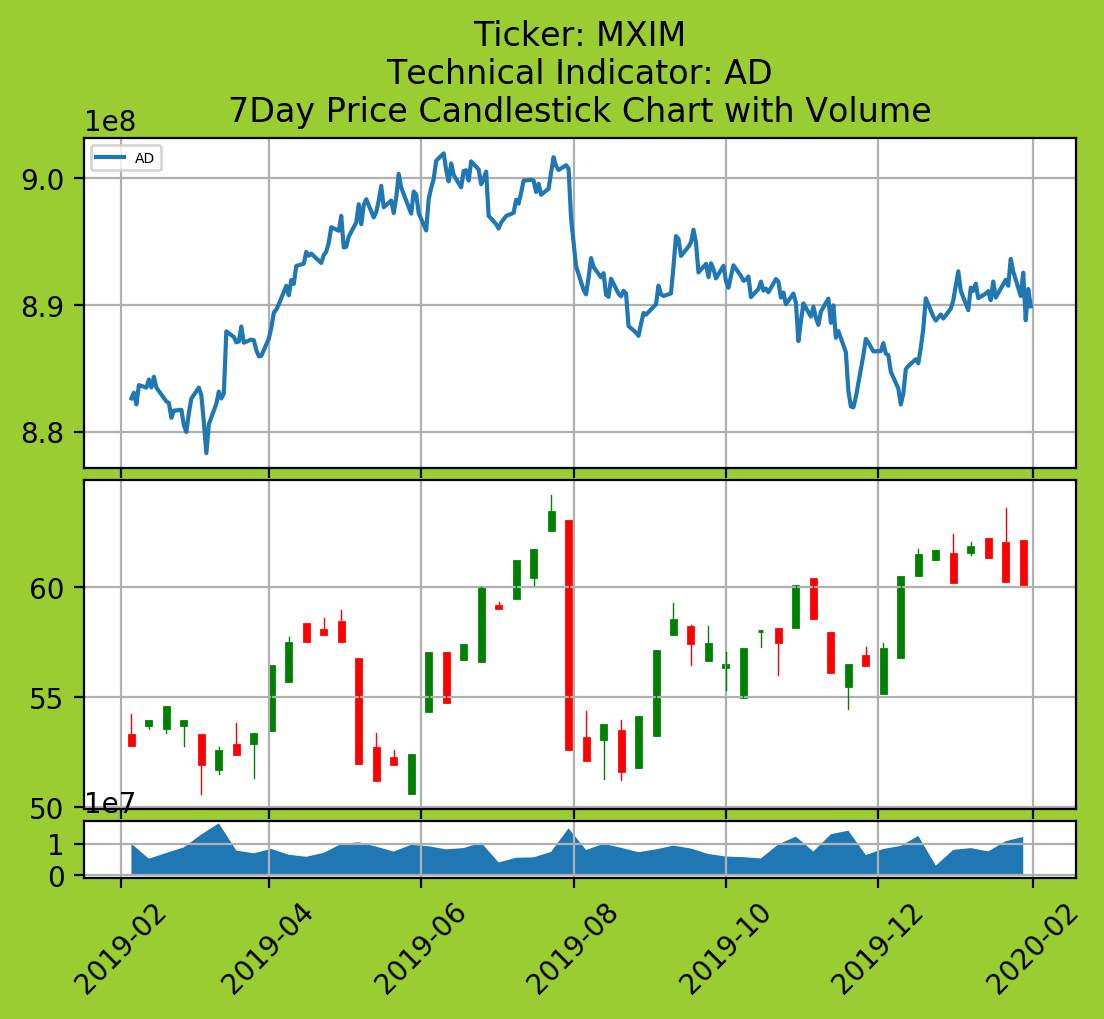 Ticker: MXIM
Technical Indicator: AD
7Day Price Candlestick Chart with Volume
1e8
AD
9.0
8.9
8.8
60
55
50
1e7
1
0
2019-02
2019-04
2019-06
2019-08
2019-10
2019-12
2020-02